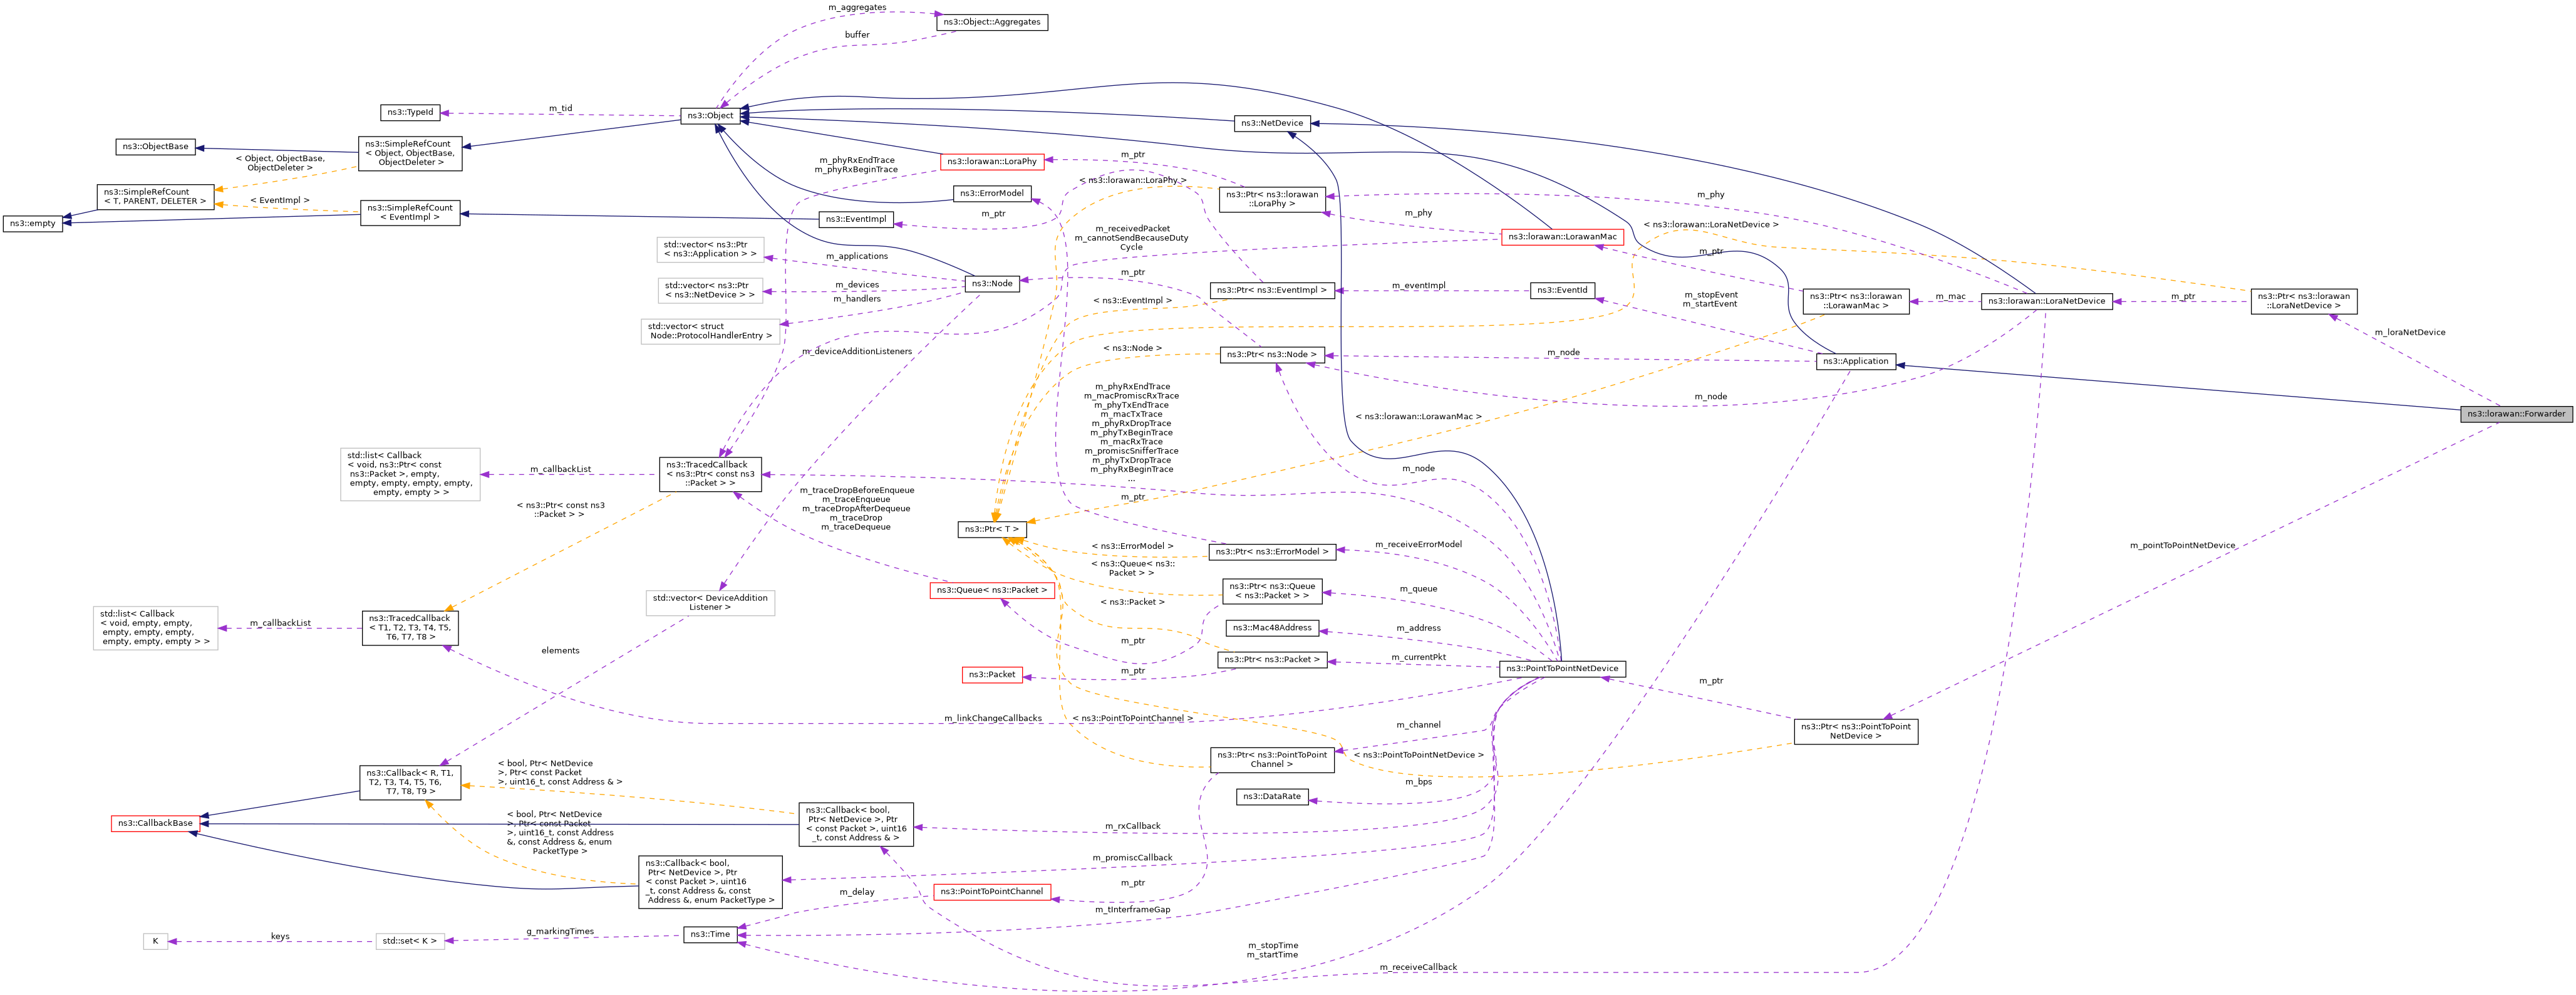 m_aggregates
ns3::Object::Aggregates
buffer
ns3::TypeId
m_tid
ns3::Object
ns3::NetDevice
ns3::ObjectBase
ns3::SimpleRefCount
< Object, ObjectBase,
ObjectDeleter >
< Object, ObjectBase,
ObjectDeleter >
m_phyRxEndTrace
m_phyRxBeginTrace
ns3::lorawan::LoraPhy
m_ptr
< ns3::lorawan::LoraPhy >
ns3::SimpleRefCount
< T, PARENT, DELETER >
< EventImpl >
ns3::SimpleRefCount
< EventImpl >
ns3::empty
ns3::EventImpl
ns3::ErrorModel
m_ptr
ns3::Ptr< ns3::lorawan
::LoraPhy >
m_phy
m_phy
std::vector< ns3::Ptr
< ns3::Application > >
m_applications
m_receivedPacket
m_cannotSendBecauseDuty
Cycle
ns3::lorawan::LorawanMac
< ns3::lorawan::LoraNetDevice >
m_ptr
std::vector< ns3::Ptr
< ns3::NetDevice > >
m_devices
m_handlers
ns3::Node
m_ptr
ns3::Ptr< ns3::EventImpl >
m_eventImpl
ns3::EventId
m_stopEvent
m_startEvent
ns3::Ptr< ns3::lorawan
::LorawanMac >
m_mac
ns3::lorawan::LoraNetDevice
m_ptr
ns3::Ptr< ns3::lorawan
::LoraNetDevice >
std::vector< struct
Node::ProtocolHandlerEntry >
< ns3::EventImpl >
m_loraNetDevice
m_deviceAdditionListeners
< ns3::Node >
ns3::Ptr< ns3::Node >
m_node
ns3::Application
m_node
m_phyRxEndTrace
m_macPromiscRxTrace
m_phyTxEndTrace
m_macTxTrace
m_phyRxDropTrace
m_phyTxBeginTrace
m_macRxTrace
m_promiscSnifferTrace
m_phyTxDropTrace
m_phyRxBeginTrace
...
< ns3::lorawan::LorawanMac >
ns3::lorawan::Forwarder
std::list< Callback
< void, ns3::Ptr< const
ns3::Packet >, empty,
empty, empty, empty, empty,
empty, empty > >
m_callbackList
ns3::TracedCallback
< ns3::Ptr< const ns3
::Packet > >
m_node
m_ptr
< ns3::Ptr< const ns3
::Packet > >
m_traceDropBeforeEnqueue
m_traceEnqueue
m_traceDropAfterDequeue
m_traceDrop
m_traceDequeue
ns3::Ptr< T >
< ns3::ErrorModel >
ns3::Ptr< ns3::ErrorModel >
m_receiveErrorModel
m_pointToPointNetDevice
< ns3::Queue< ns3::
Packet > >
ns3::Queue< ns3::Packet >
ns3::Ptr< ns3::Queue
< ns3::Packet > >
m_queue
std::vector< DeviceAddition
Listener >
< ns3::Packet >
std::list< Callback
< void, empty, empty,
empty, empty, empty,
empty, empty, empty > >
m_callbackList
ns3::TracedCallback
< T1, T2, T3, T4, T5,
T6, T7, T8 >
ns3::Mac48Address
m_address
elements
m_ptr
ns3::Ptr< ns3::Packet >
m_currentPkt
ns3::PointToPointNetDevice
ns3::Packet
m_ptr
m_ptr
m_linkChangeCallbacks
< ns3::PointToPointChannel >
m_channel
ns3::Ptr< ns3::PointToPoint
NetDevice >
ns3::Ptr< ns3::PointToPoint
Channel >
< ns3::PointToPointNetDevice >
m_bps
ns3::DataRate
ns3::Callback< R, T1,
T2, T3, T4, T5, T6,
T7, T8, T9 >
< bool, Ptr< NetDevice
>, Ptr< const Packet
>, uint16_t, const Address & >
ns3::CallbackBase
< bool, Ptr< NetDevice
>, Ptr< const Packet
>, uint16_t, const Address
&, const Address &, enum
PacketType >
ns3::Callback< bool,
Ptr< NetDevice >, Ptr
< const Packet >, uint16
_t, const Address & >
m_rxCallback
ns3::Callback< bool,
Ptr< NetDevice >, Ptr
< const Packet >, uint16
_t, const Address &, const
Address &, enum PacketType >
m_promiscCallback
m_ptr
m_delay
ns3::PointToPointChannel
m_tInterframeGap
K
keys
std::set< K >
g_markingTimes
ns3::Time
m_stopTime
m_startTime
m_receiveCallback